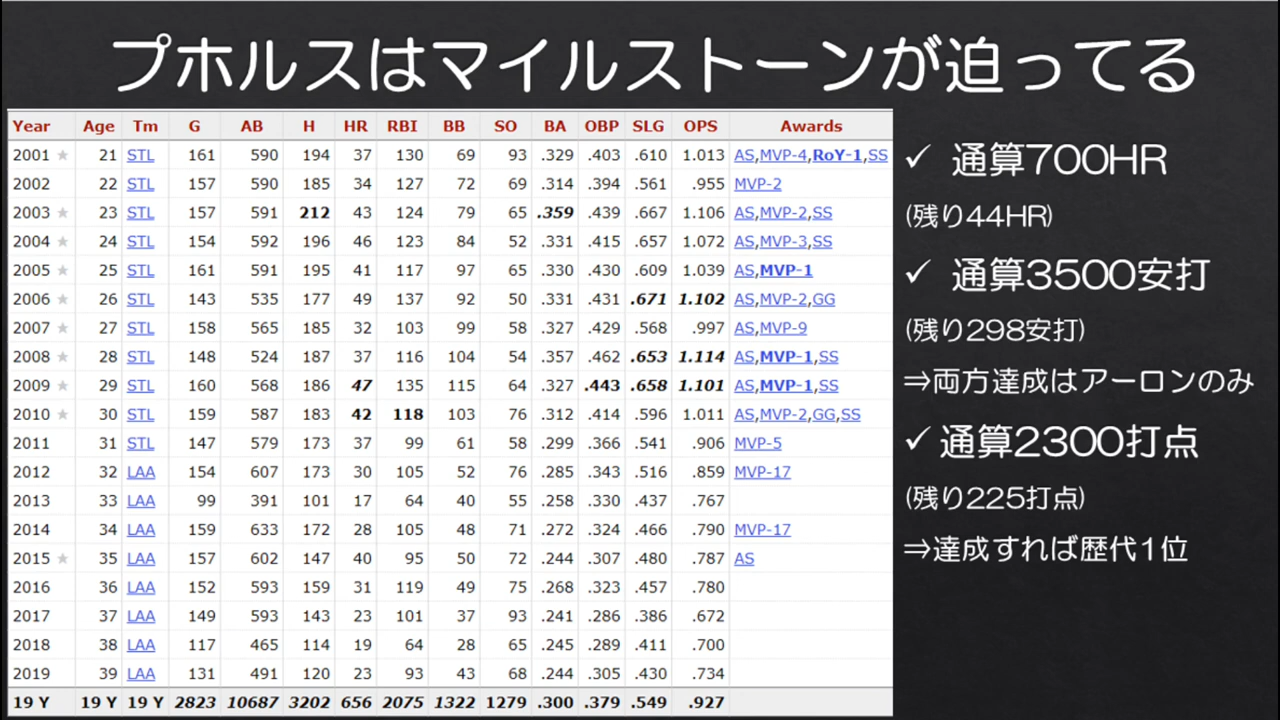 プホルスはマイルストーンが迫ってる
Year Age Tm G AB H HR RBI BB SO BA OBP SLG OPS Awards
2001 ★ 21 STL 161 590 194 37 130 69 93 .329 .403 .610 1.013 AS,MVP-4,RoY-1,SS
2002 22 STL 157 590 185 34 127 72 69 .314 .394 .561 .955 MVP-2
2003 ★ 23 STL 157 591 212 43 124 79 65 .359 .439 .667 1.106 AS,MVP-2,SS
2004 ★ 24 STL 154 592 196 46 123 84 52 .331 .415 .657 1.072 AS,MVP-3,SS
2005 ★ 25 STL 161 591 195 41 117 97 65 .330 .430 .609 1.039 AS,MVP-1
2006 ★ 26 STL 143 535 177 49 137 92 50 .331 .431 .671 1.102 AS,MVP-2,GG
2007 ★ 27 STL 158 565 185 32 103 99 58 .327 .429 .568 .997 AS,MVP-9
2008 ★ 28 STL 148 524 187 37 116 104 54 .357 .462 .653 1.114 AS,MVP-1,SS
2009 ★ 29 STL 160 568 186 47 135 115 64 .327 .443 .658 1.101 AS,MVP-1,SS
2010 ★ 30 STL 159 587 183 42 118 103 76 .312 .414 .596 1.011 AS,MVP-2,GG,SS
2011 31 STL 147 579 173 37 99 61 58 .299 .366 .541 .906 MVP-5
2012 32 LAA 154 607 173 30 105 52 76 .285 .343 .516 .859 MVP-17
2013 33 LAA 99 391 101 17 64 40 55 .258 .330 .437 .767
2014 34 LAA 159 633 172 28 105 48 71 .272 .324 .466 .790 MVP-17
2015 ★ 35 LAA 157 602 147 40 95 50 72 .244 .307 .480 .787 AS
2016 36 LAA 152 593 159 31 119 49 75 .268 .323 .457 .780
2017 37 LAA 149 593 143 23 101 37 93 .241 .286 .386 .672
2018 38 LAA 117 465 114 19 64 28 65 .245 .289 .411 .700
2019 39 LAA 131 491 120 23 93 43 68 .244 .305 .430 .734
19 Y 19 Y 19 Y 2823 10687 3202 656 2075 1322 1279 .300 .379 .549 .927
✓ 通算700HR
(残り44HR)
✓ 通算3500安打
(残り298安打)
⇒両方達成はアーロンのみ
✓ 通算2300打点
(残り225打点)
⇒達成すれば歴代1位